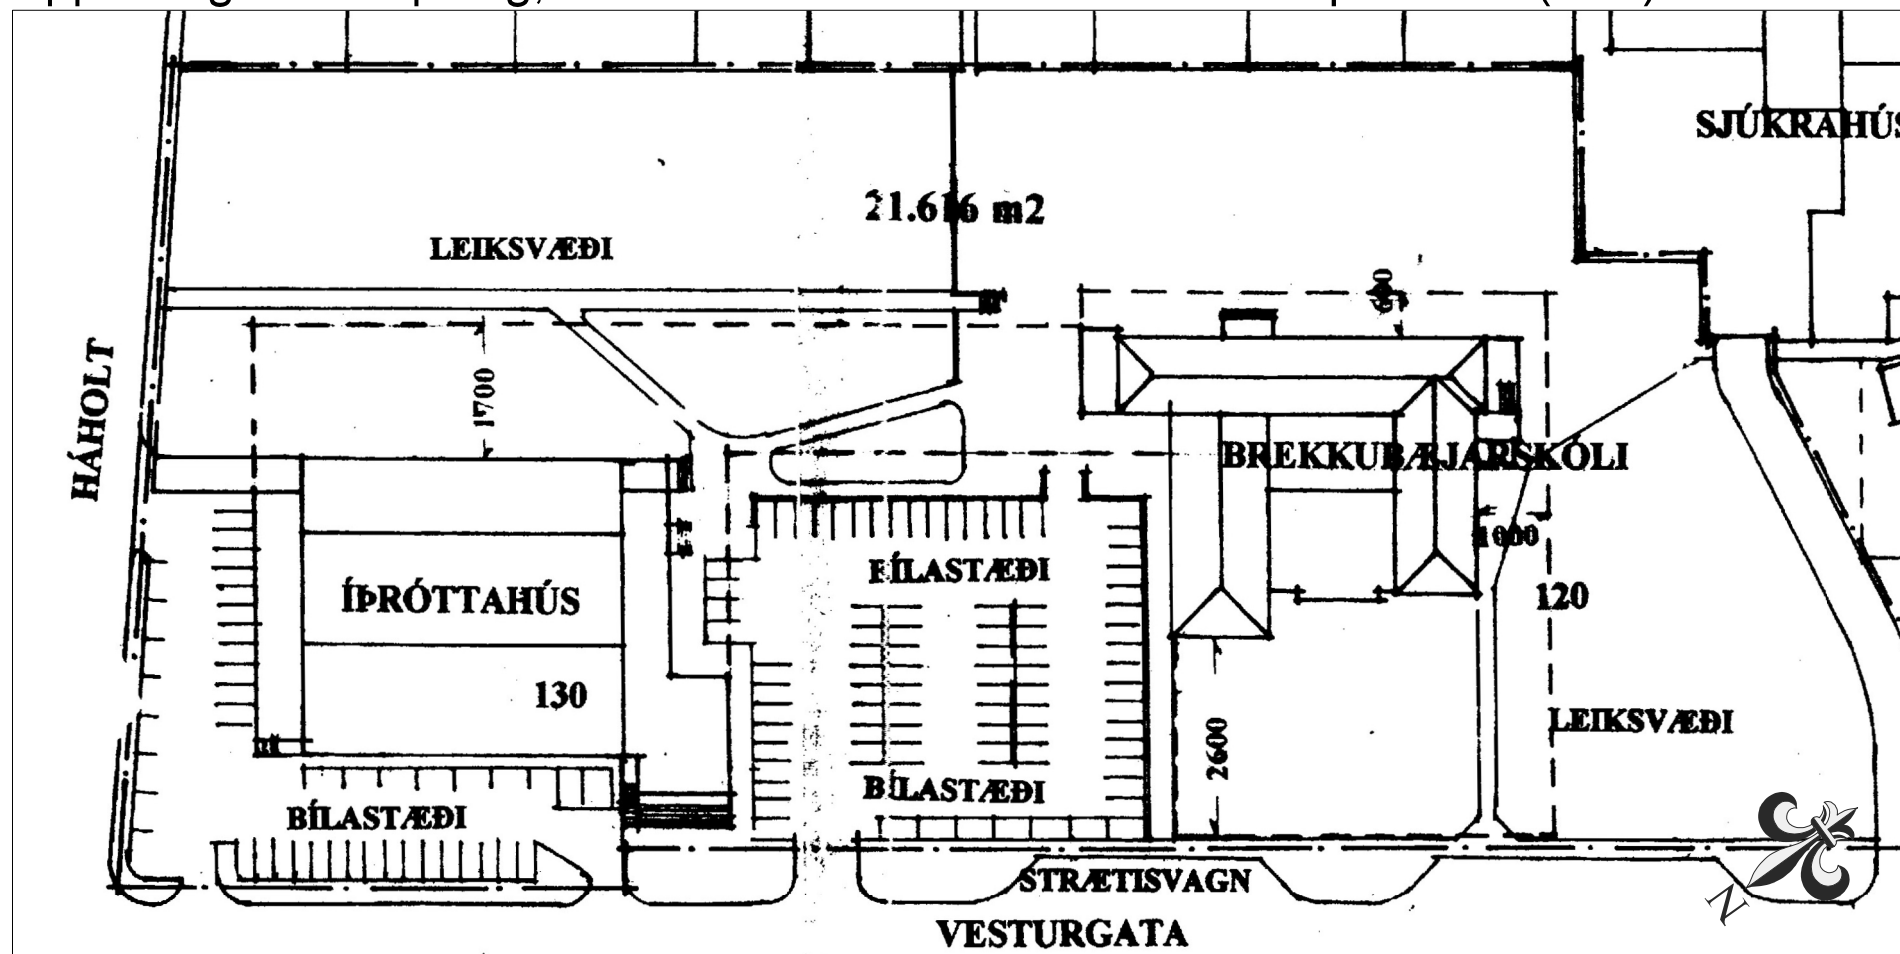 SJÚKRAHÚS
21.616 m2
LEIKSVÆÐI
600
HÁHOLT
1700
BREKKUBÆJARSKÓLI
1000
BÍLASTÆÐI
ÍÞRÓTTAHÚS
120
130
LEIKSVÆÐI
2600
BÍLASTÆÐI
BÍLASTÆÐI
STRÆTISVAGN
N
VESTURGATA